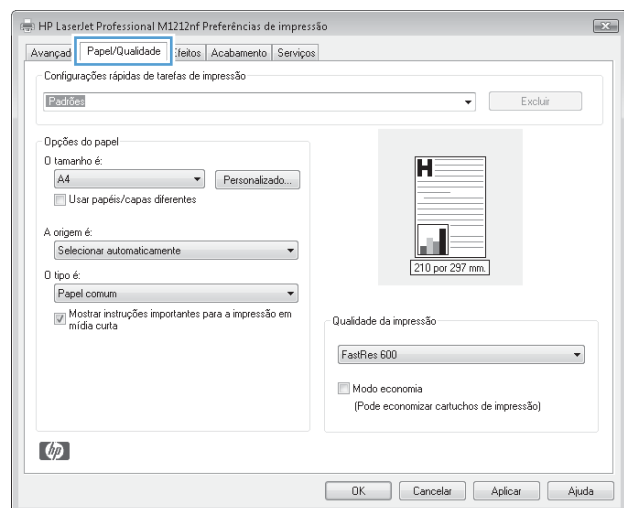 HP LaserJet Professional M1212nf Preferências de impressão
Avançad Papel/Qualidade feitos Acabamento Serviços
Configurações rápidas de tarefas de impressão
Padrões
Excluir
Opções do papel
O tamanho é:
A4
Personalizado...
Usar papéis/capas diferentes
A origem é:
Selecionar automaticamente
O tipo é:
Papel comum
Mostrar instruções importantes para a impressão em
mídia curta
H
210 por 297 mm.
Qualidade da impressão
FastRes 600
Modo economia
(Pode economizar cartuchos de impressão)
hp
OK Cancelar Aplicar Ajuda